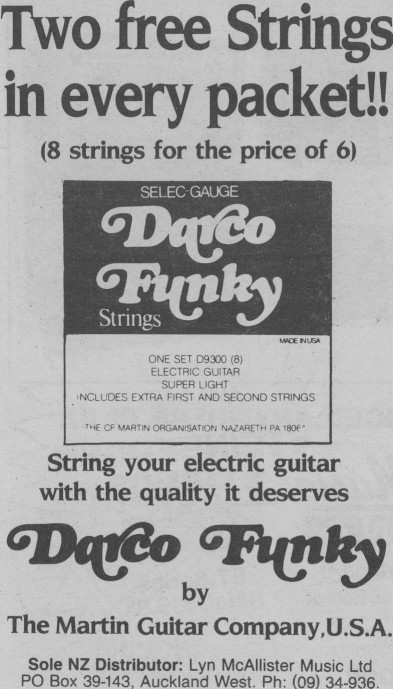 Two free Strings
in every packet!!
(8 strings for the price of 6)
SELEC-GAUGE
Darco
Funky
Strings
MADE IN USA
ONE SET D9300 (8)
ELECTRIC GUITAR
SUPER LIGHT
INCLUDES EXTRA FIRST AND SECOND STRINGS
THE CF MARTIN ORGANISATION NAZARETH PA
String your electric guitar
with the quality it deserves
Darco Funky
by
The Martin Guitar Company,U.S.A.
Sole NZ Distributor: Lyn McAllister Music Ltd
PO Box 39-143, Auckland West. Ph: (09) 34-936.